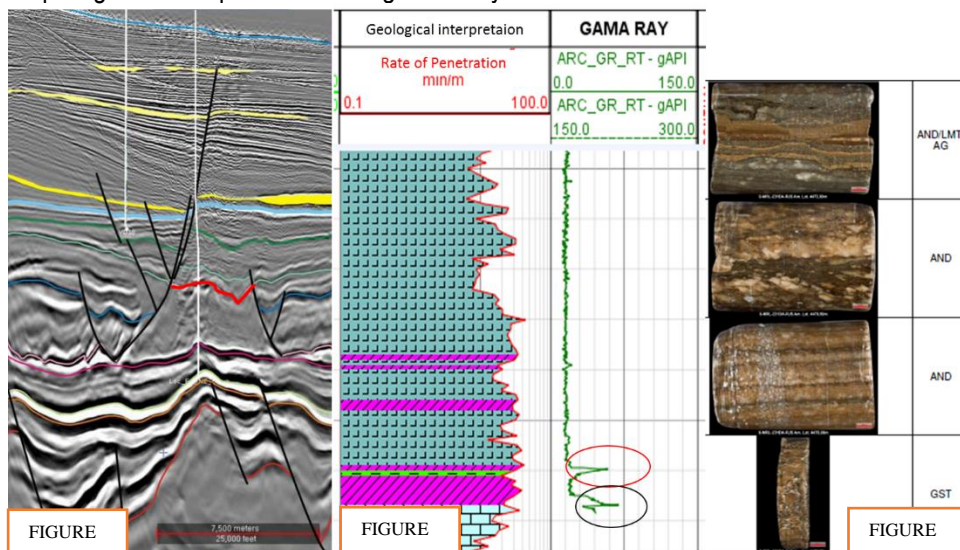 Geological interpretaion
GAMA RAY
Rate of Penetration
min/m
0.1 100.0
ARC_GR_RT - gAPI
0.0 150.0
ARC_GR_RT - gAPI
150.0 300.0
AND/LMT
AG
AND
AND
GST
7,500 meters
25,000 feet
FIGURE
FIGURE
FIGURE